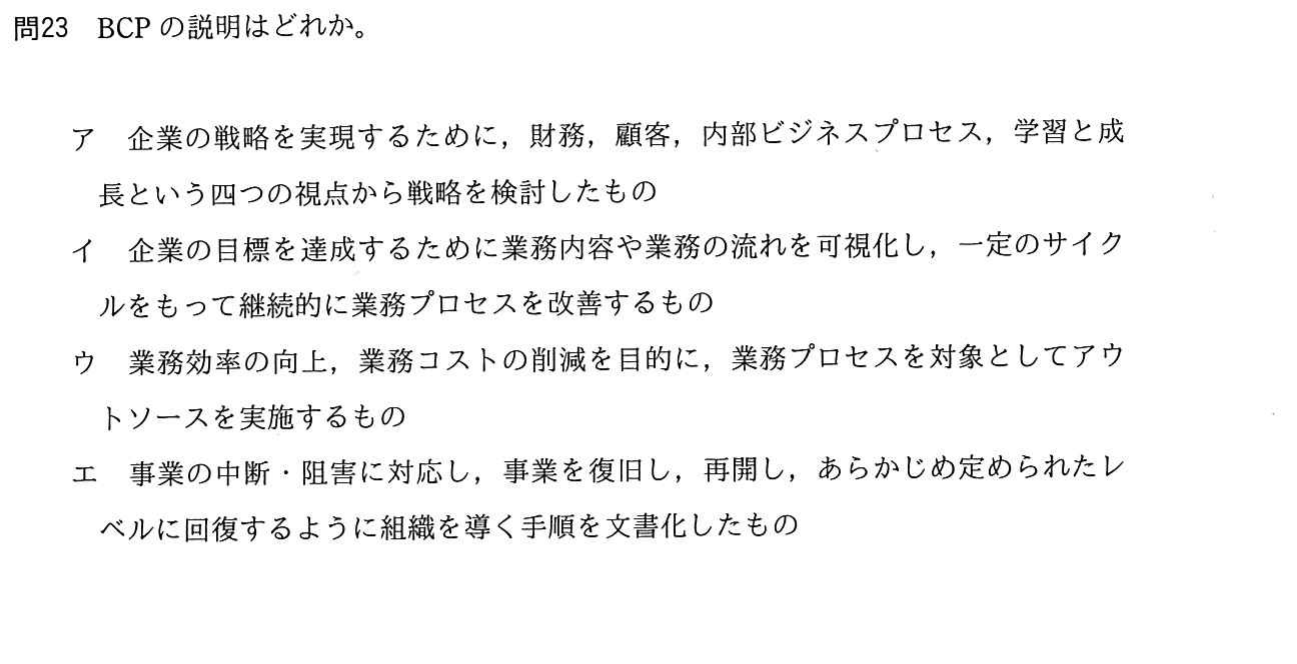 問23 BCP の説明はどれか。
ア 企業の戦略を実現するために，財務，顧客，内部ビジネスプロセス，学習と成
長という四つの視点から戦略を検討したもの
イ 企業の目標を達成するために業務内容や業務の流れを可視化し，一定のサイク
ルをもって継続的に業務プロセスを改善するもの
ウ 業務効率の向上，業務コストの削減を目的に，業務プロセスを対象としてアウ
トソースを実施するもの
エ 事業の中断・阻害に対応し，事業を復旧し，再開し，あらかじめ定められたレ
ベルに回復するように組織を導く手順を文書化したもの